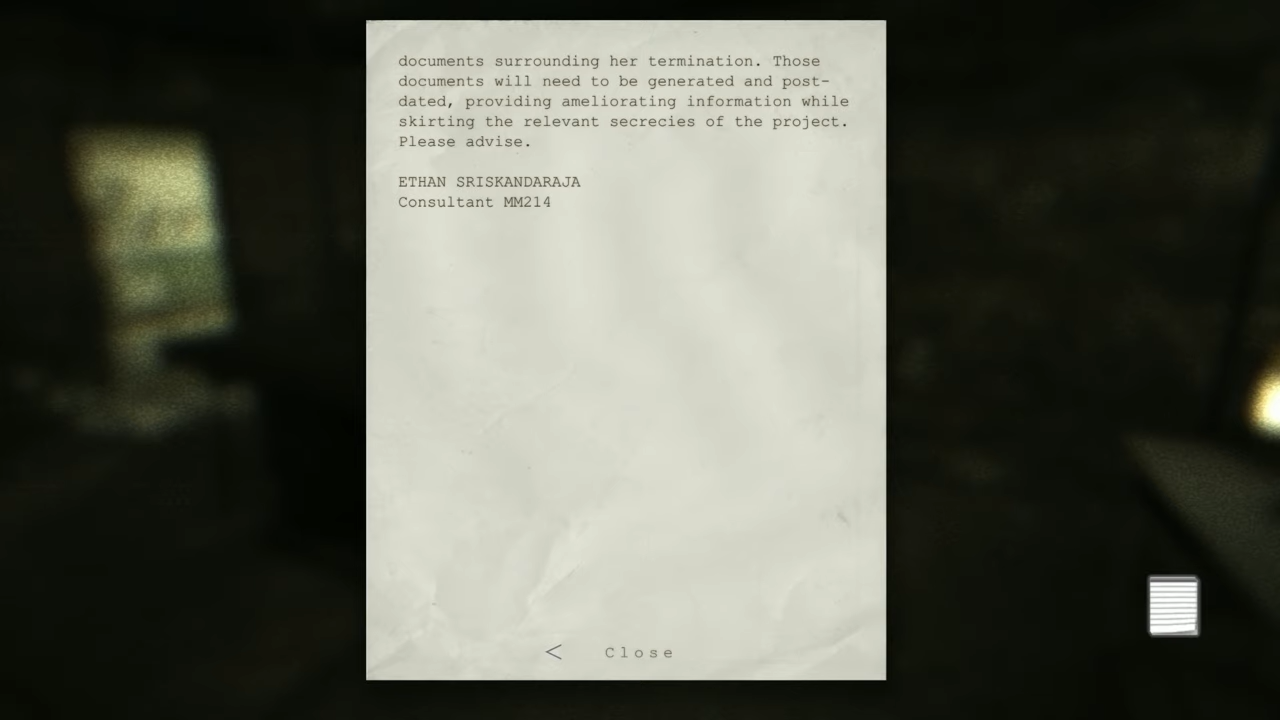 documents surrounding her termination. Those
documents will need to be generated and post-
dated, providing ameliorating information while
skirting the relevant secrecies of the project.
Please advise.
ETHAN SRISKANDARAJA
Consultant MM214
< Close